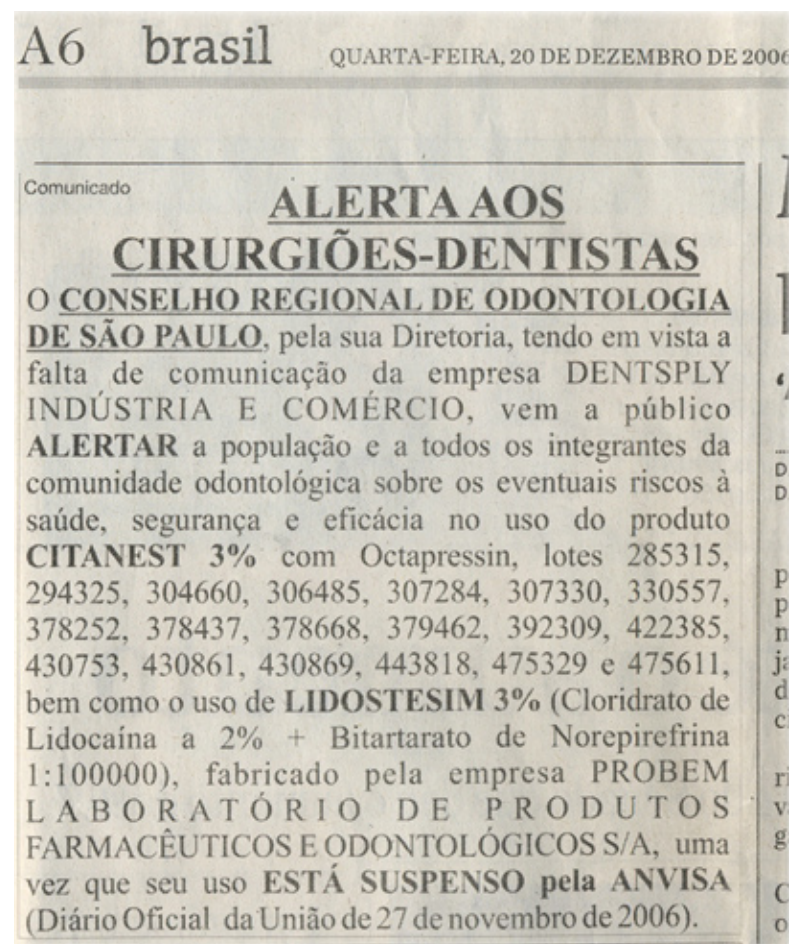 A6 brasil QUARTA-FEIRA, 20 DE DEZEMBRO DE 2006
Comunicado
ALERTA AOS
CIRURGIÕES-DENTISTAS
O CONSELHO REGIONAL DE ODONTOLOGIA
DE SÃO PAULO, pela sua Diretoria, tendo em vista a
falta de comunicação da empresa DENTSPLY
INDÚSTRIA E COMÉRCIO, vem a público
ALERTAR a população e a todos os integrantes da
comunidade odontológica sobre os eventuais riscos à
saúde, segurança e eficácia no uso do produto
CITANEST 3% com Octapressin, lotes 285315,
294325, 304660, 306485, 307284, 307330, 330557,
378252, 378437, 378668, 379462, 392309, 422385,
430753, 430861, 430869, 443818, 475329 e 475611,
bem como o uso de LIDOSTESIM 3% (Cloridrato de
Lidocaína a 2% + Bitartarato de Norepirefrina
1:100000), fabricado pela empresa PROBEM
LABORATÓRIO DE PRODUTOS
FARMACÊUTICOS E ODONTOLÓGICOS S/A, uma
vez que seu uso ESTÁ SUSPENSO pela ANVISA
(Diário Oficial da União de 27 de novembro de 2006).